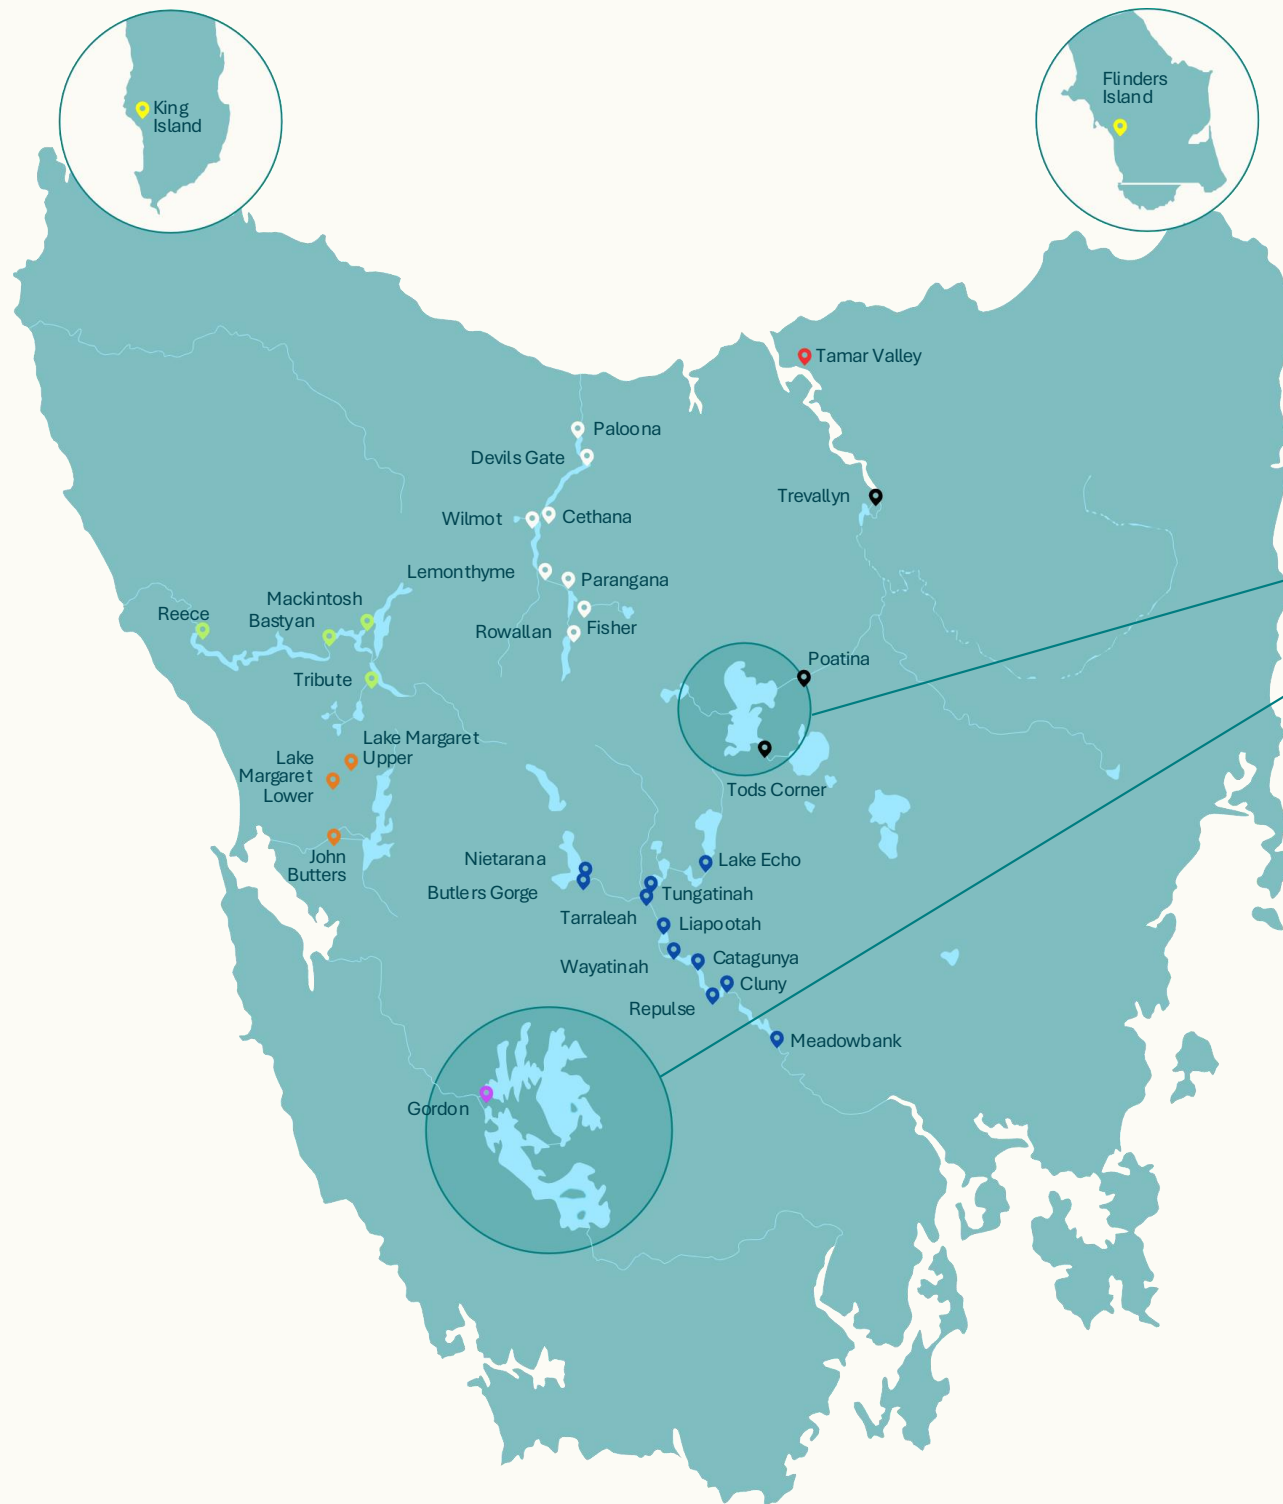 King
Island
Flinders
Island
Tamar Valley
Paloona
Devils Gate
Trevallyn
Wilmot
Cethana
Lemonthyme
Parangana
Mackintosh
Reece
Bastyan
Rowallan
Fisher
Poatina
Tribute
Lake Margaret
Upper
Lake
Margaret
Lower
Tods Corner
John
Butters
Nietarana
Lake Echo
Butlers Gorge
Tungatinah
Tarraleah
Liapootah
Catagunya
Wayatinah
Cluny
Repulse
Meadowbank
Gordon